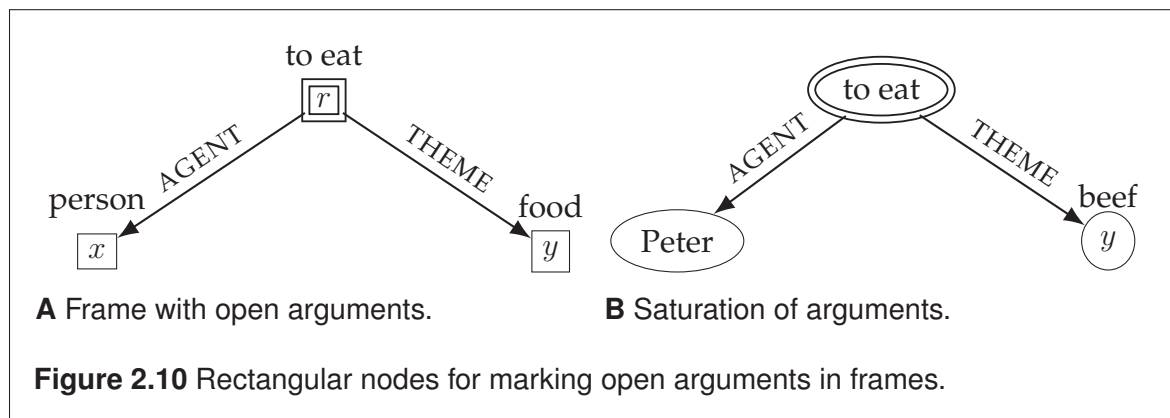 to eat
r
AGENT
THEME
person
food
x
y
A Frame with open arguments.
to eat
AGENT
THEME
beef
Peter
y
B Saturation of arguments.
Figure 2.10 Rectangular nodes for marking open arguments in frames.